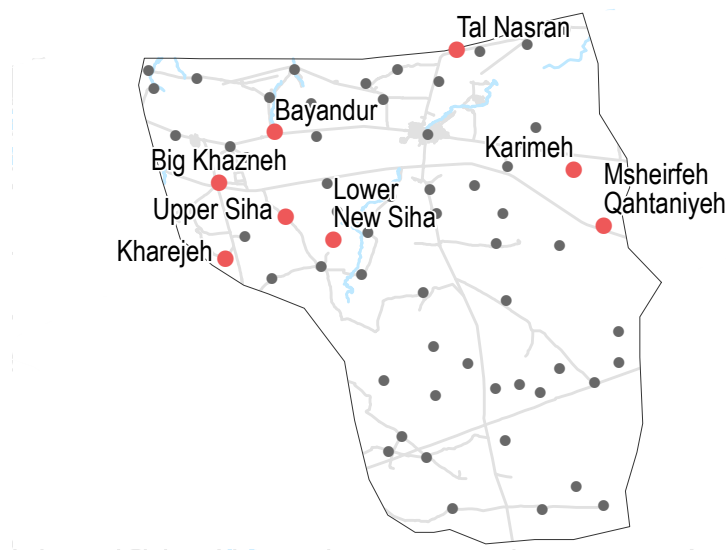 Tal Nasran
Bayandur
Karimeh
Big Khazneh
Msheirfeh
Qahtaniyeh
Upper Siha
Lower
New Siha
Kharejeh